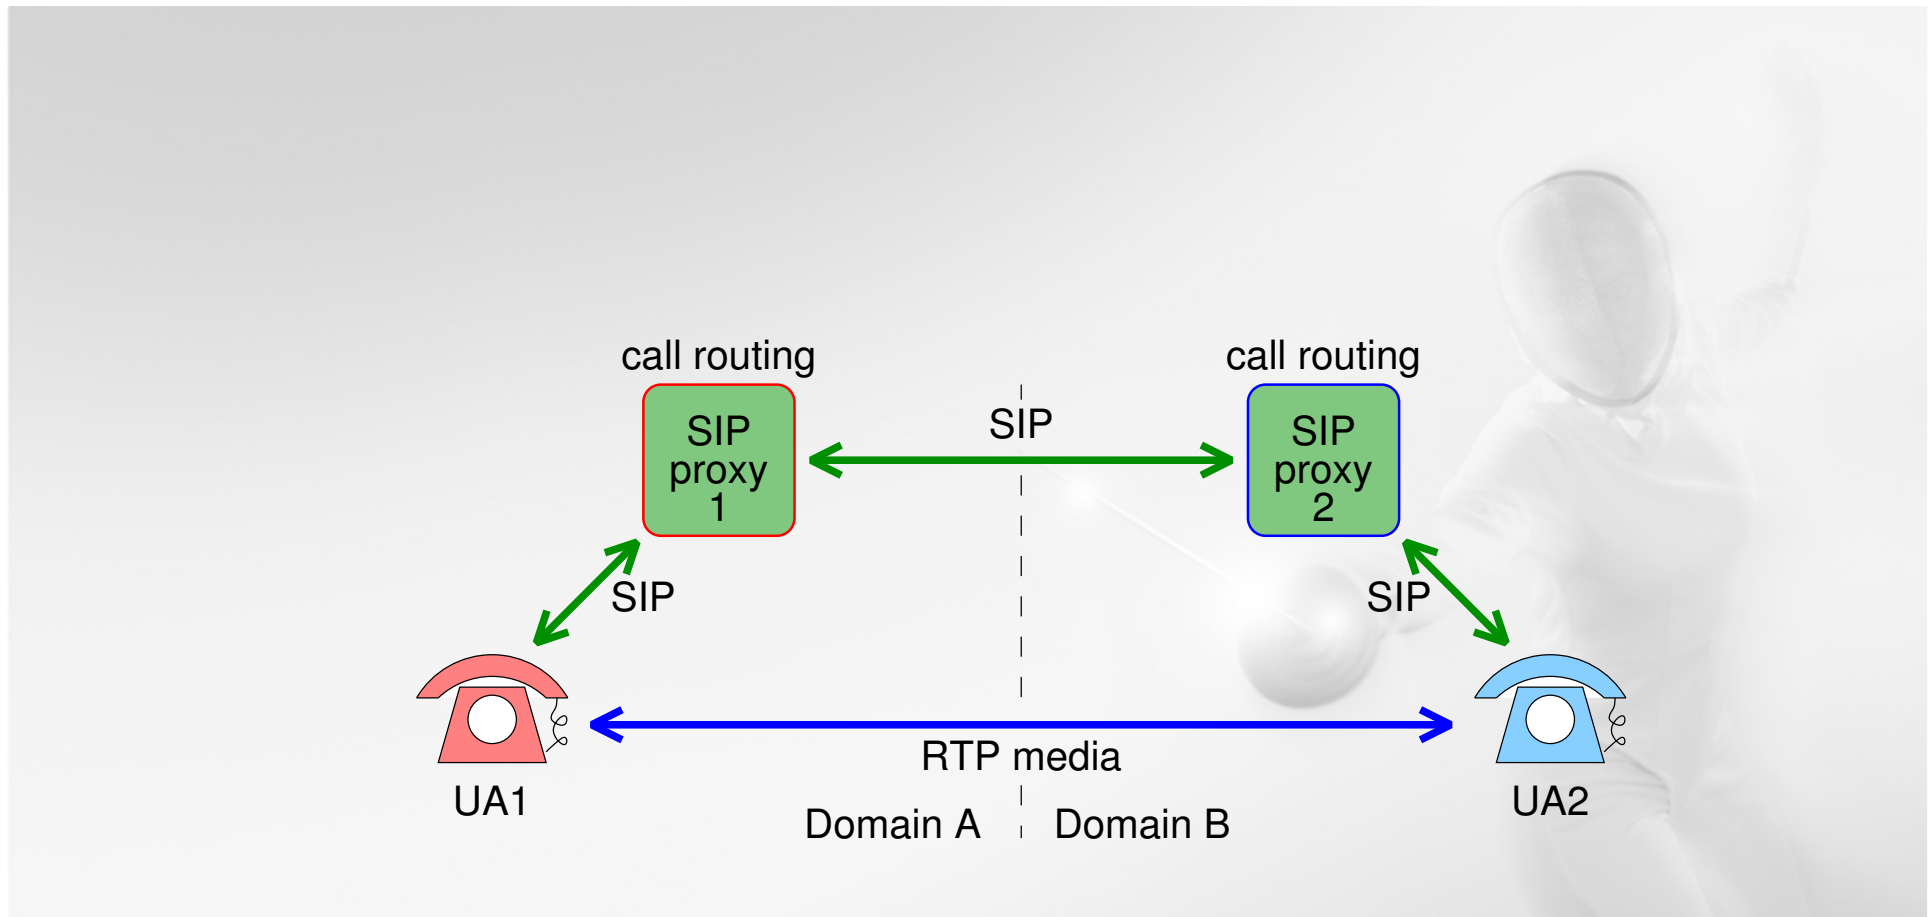 call routing
call routing
SIP
proxy
1
SIP
SIP
proxy
2
SIP
SIP
RTP media
UA1
UA2
Domain A
Domain B